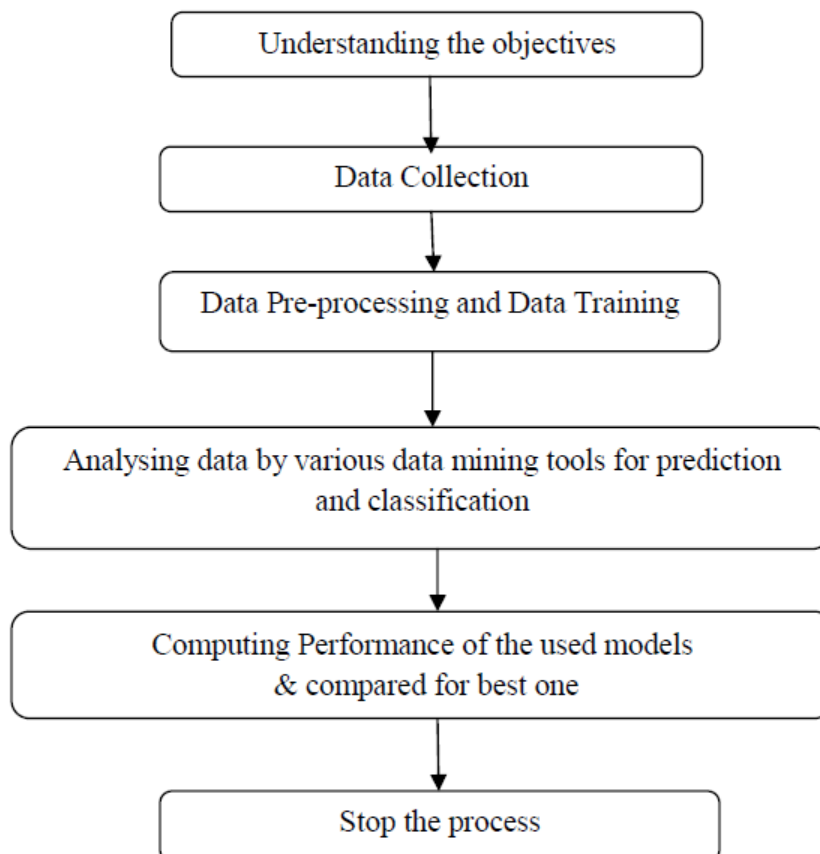 Understanding the objectives
Data Collection
Data Pre-processing and Data Training
Analysing data by various data mining tools for prediction
and classification
Computing Performance of the used models
& compared for best one
Stop the process